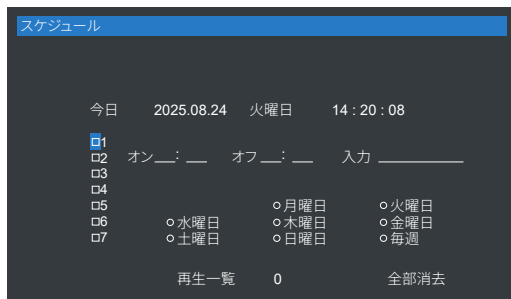 スケジュール
今日 2025.08.24 火曜日 14 : 20 : 08
1
2 オン__: __ オフ__: __ 入力 ________
3
4
5 月曜日 火曜日
6 水曜日 木曜日 金曜日
7 土曜日 日曜日 毎週
再生一覧 0 全部消去